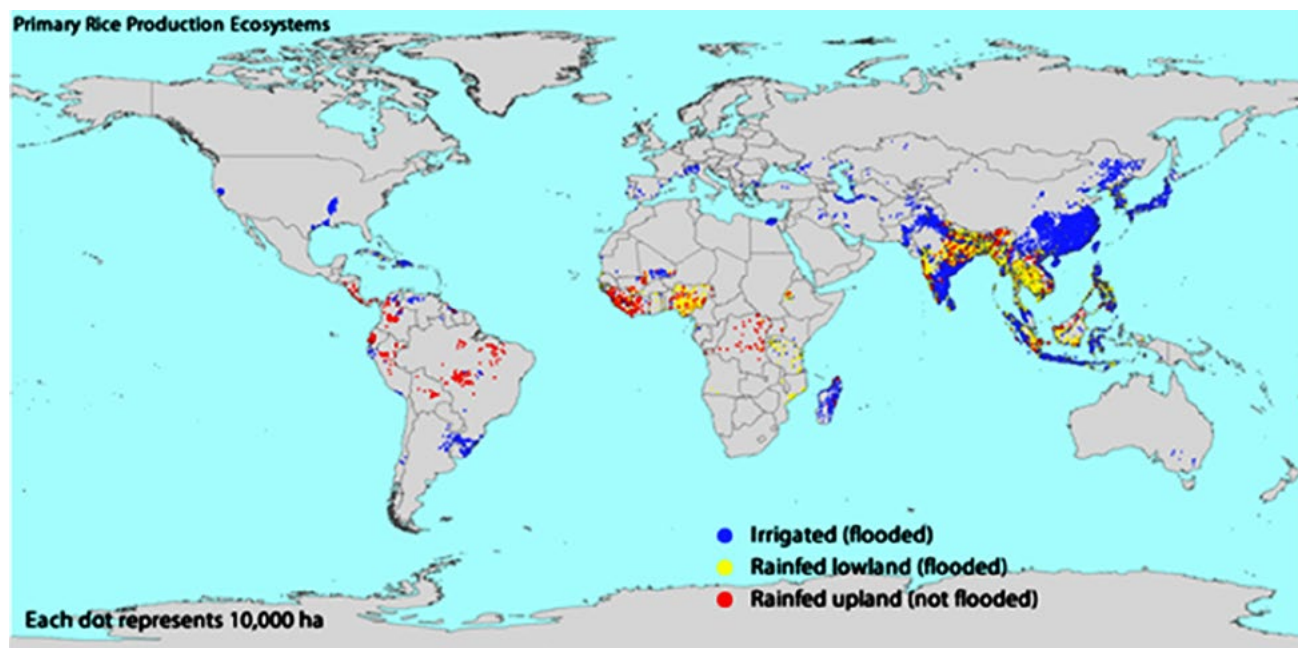 Primary Rice Production Ecosystems
Irrigated (flooded)
Rainfed lowland (flooded)
Rainfed upland (not flooded)
Each dot represents 10,000 ha